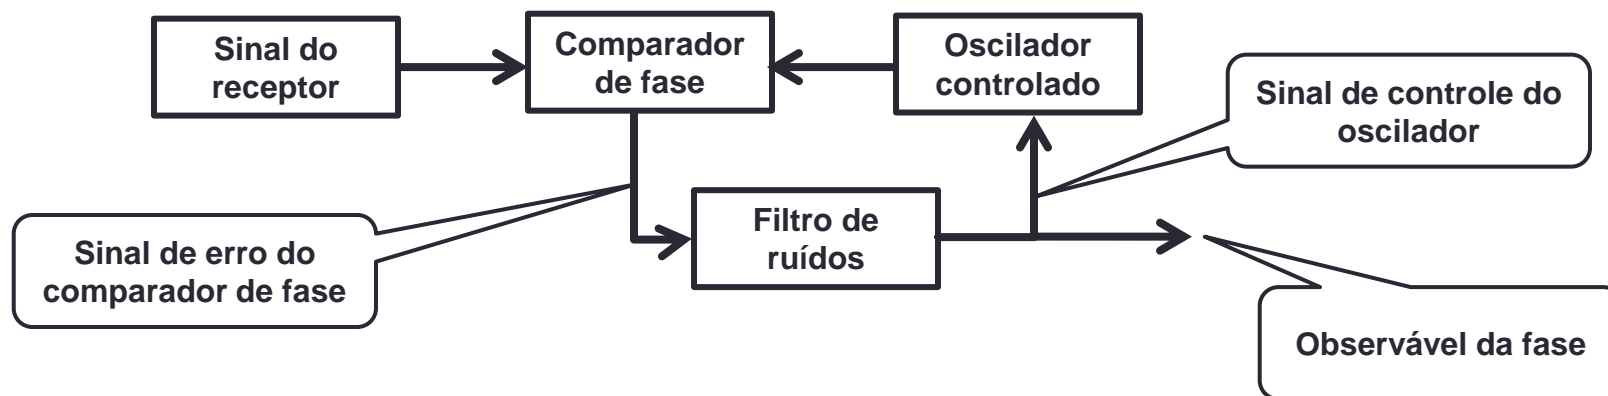 Sinal do
receptor
Comparador
de fase
Oscilador
controlado
Sinal de controle do
oscilador
Sinal de erro do
comparador de fase
Filtro de
ruídos
Observável da fase